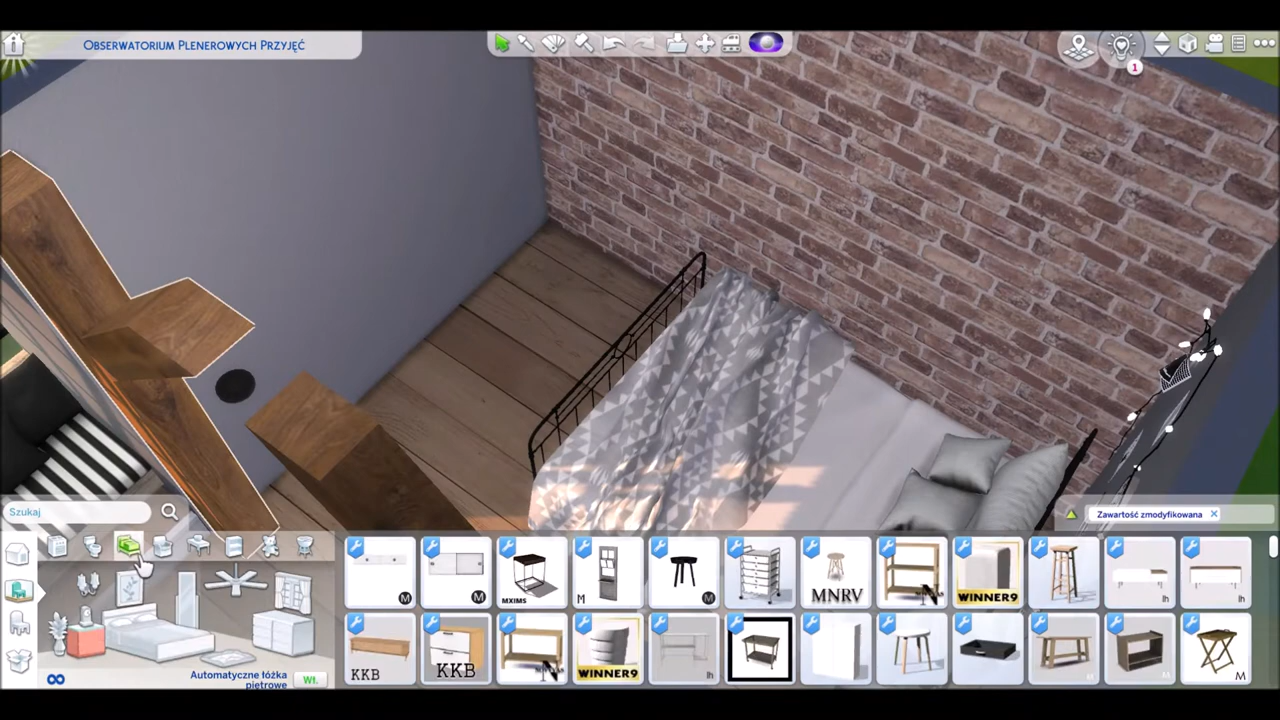 OBSERWATORIUM PLENEROWYCH PRZYJĘĆ
1
Szukaj
Zawartość zmodyfikowana
M
M
MXIMS
M
M
MNRV
N
WINNER9
lh
lh
KKB
KKB
N
WINNER9
lh
M
Automatyczne łóżka
piętrowe
Wł.